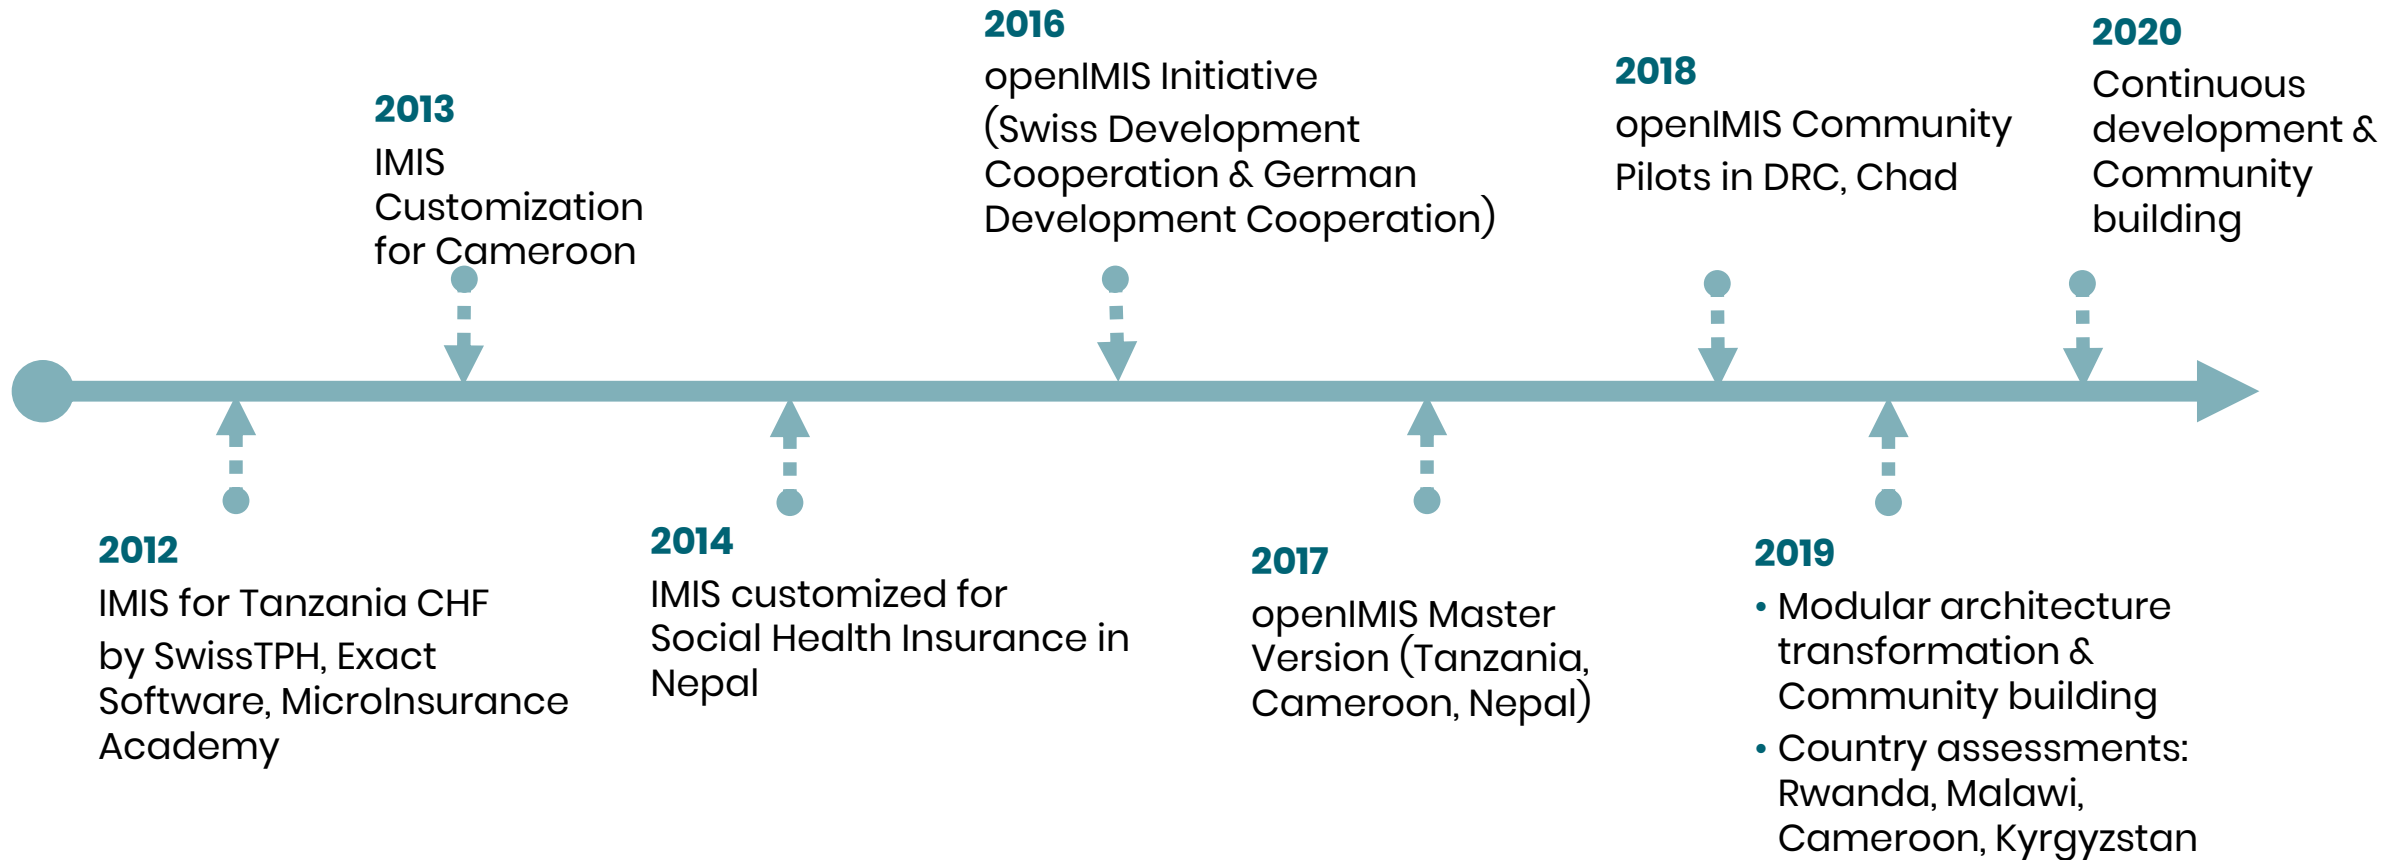 2012
IMIS for Tanzania CHF
by SwissTPH, Exact
Software, MicroInsurance
Academy
2013
IMIS
Customization
for Cameroon
2014
IMIS customized for
Social Health Insurance in
Nepal
2016
openIMIS Initiative
(Swiss Development
Cooperation & German
Development Cooperation)
2017
openIMIS Master
Version (Tanzania,
Cameroon, Nepal)
2018
openIMIS Community
Pilots in DRC, Chad
2019
• Modular architecture
transformation &
Community building
• Country assessments:
Rwanda, Malawi,
Cameroon, Kyrgyzstan
2020
Continuous
development &
Community
building